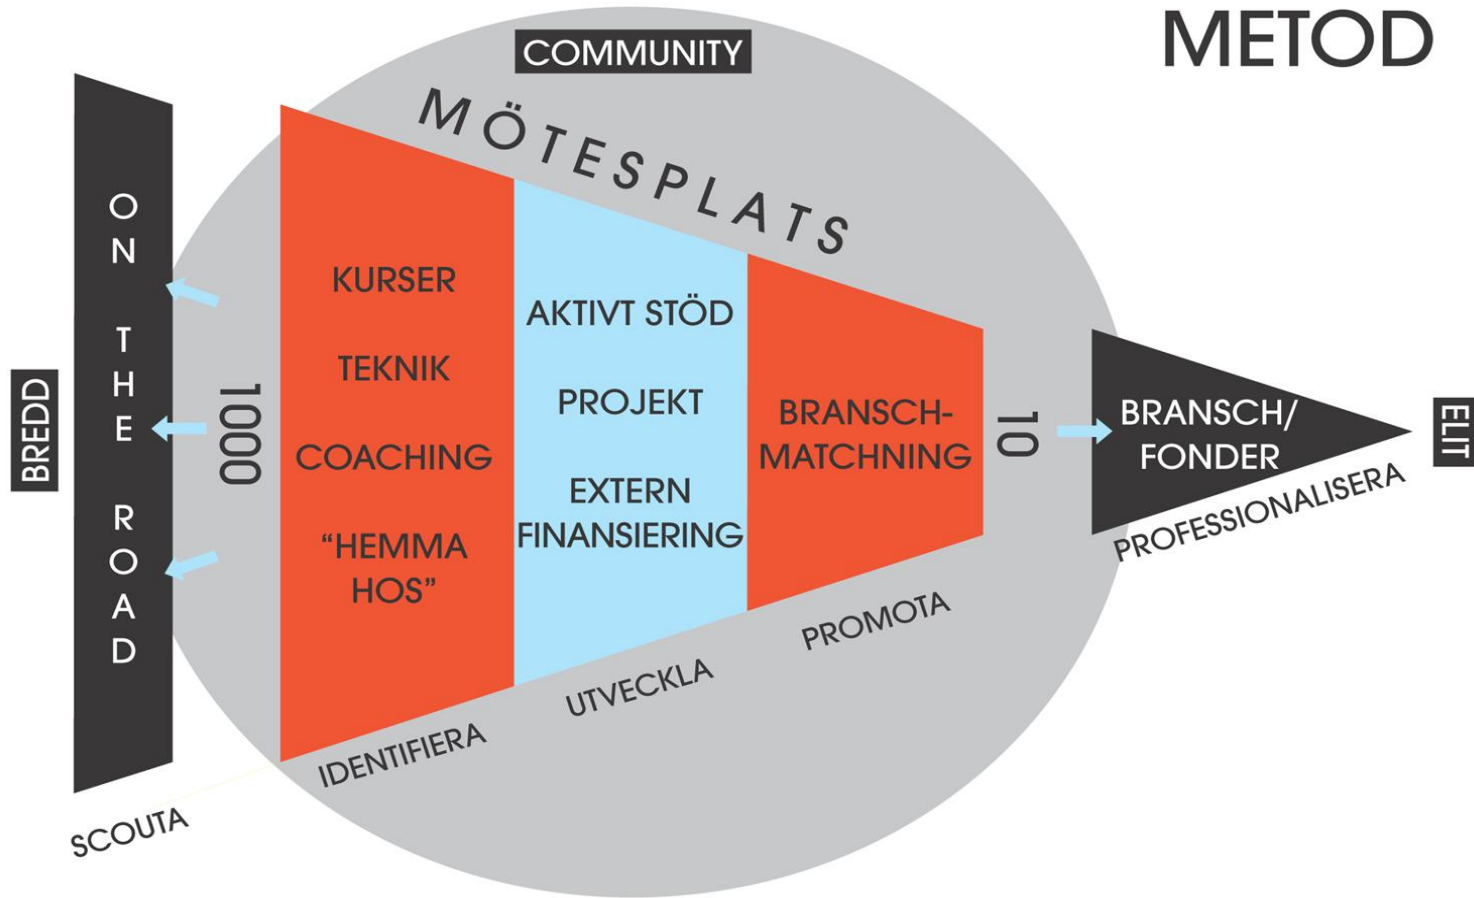 METOD
COMMUNITY
MÖTESPLATS
BREDD
ON THE ROAD
1000
KURSER
TEKNIK
COACHING
“HEMMA
HOS”
AKTIVT STÖD
PROJEKT
EXTERN
FINANSIERING
BRANSCH-
MATCHNING
10
BRANSCH/
FONDER
ELIT
SCOUTA
IDENTIFIERA
UTVECKLA
PROMOTA
PROFESSIONALISERA